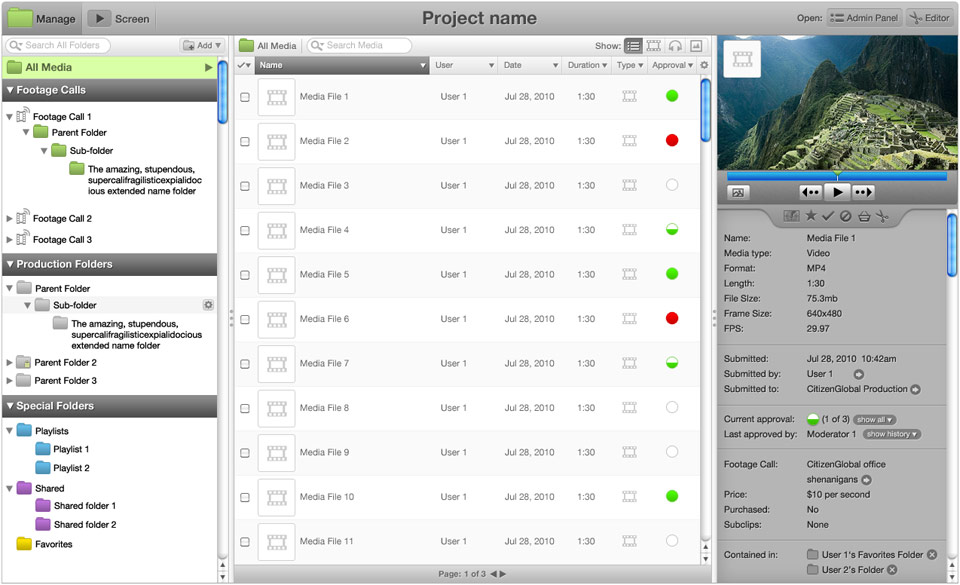 Manage
Screen
Project name
Open:
Admin Panel
Editor
Search All Folders
Add
All Media
Search Media
Show:
All Media
Name
User
Date
Duration
Type
Approval
Footage Calls
Footage Call 1
Parent Folder
Sub-folder
The amazing, stupendous,
supercalifragilisticexpialidoc
ious extended name folder
Footage Call 2
Footage Call 3
Production Folders
Parent Folder
Sub-folder
The amazing, stupendous,
supercalifragilisticexpialidocious
extended name folder
Parent Folder 2
Parent Folder 3
Special Folders
Playlists
Playlist 1
Playlist 2
Shared
Shared folder 1
Shared folder 2
Favorites
Media File 1 User 1 Jul 28, 2010 1:30
Media File 2 User 1 Jul 28, 2010 1:30
Media File 3 User 1 Jul 28, 2010 1:30
Media File 4 User 1 Jul 28, 2010 1:30
Media File 5 User 1 Jul 28, 2010 1:30
Media File 6 User 1 Jul 28, 2010 1:30
Media File 7 User 1 Jul 28, 2010 1:30
Media File 8 User 1 Jul 28, 2010 1:30
Media File 9 User 1 Jul 28, 2010 1:30
Media File 10 User 1 Jul 28, 2010 1:30
Media File 11 User 1 Jul 28, 2010 1:30
Page: 1 of 3
Name: Media File 1
Media type: Video
Format: MP4
Length: 1:30
File Size: 75.3mb
Frame Size: 640x480
FPS: 29.97
Submitted: Jul 28, 2010 10:42am
Submitted by: User 1
Submitted to: CitizenGlobal Production
Current approval: (1 of 3) show all
Last approved by: Moderator 1 show history
Footage Call: CitizenGlobal office
shenanigans
Price: $10 per second
Purchased: No
Subclips: None
Contained in: User 1's Favorites Folder
User 2's Folder